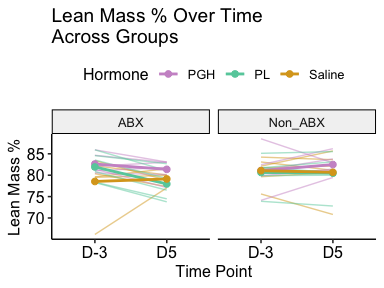 Lean Mass % Over Time
Across Groups
Hormone PGH PL Saline
ABX Non_ABX
Lean Mass %
85
80
75
70
D-3 D5 D-3 D5
Time Point